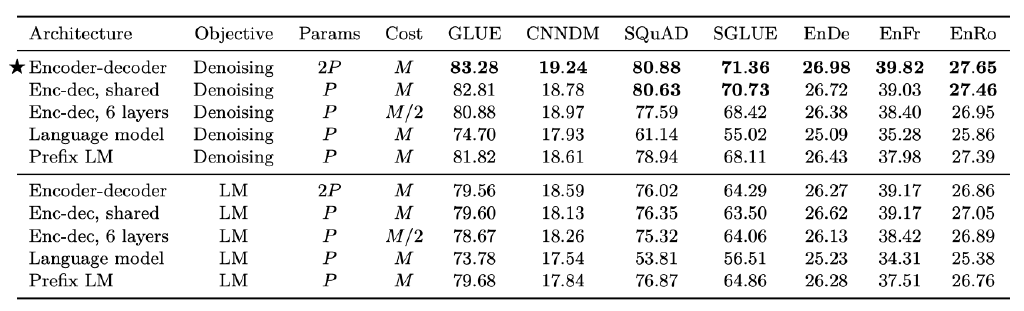 Architecture Objective Params Cost GLUE CNNDM SQuAD SGLUE EnDe EnFr EnRo
★ Encoder-decoder Denoising 2P M 83.28 19.24 80.88 71.36 26.98 39.82 27.65
Enc-dec, shared Denoising P M 82.81 18.78 80.63 70.73 26.72 39.03 27.46
Enc-dec, 6 layers Denoising P M/2 80.88 18.97 77.59 68.42 26.38 38.40 26.95
Language model Denoising P M 74.70 17.93 61.14 55.02 25.09 35.28 25.86
Prefix LM Denoising P M 81.82 18.61 78.94 68.11 26.43 37.98 27.39
Encoder-decoder LM 2P M 79.56 18.59 76.02 64.29 26.27 39.17 26.86
Enc-dec, shared LM P M 79.60 18.13 76.35 63.50 26.62 39.17 27.05
Enc-dec, 6 layers LM P M/2 78.67 18.26 75.32 64.06 26.13 38.42 26.89
Language model LM P M 73.78 17.54 53.81 56.51 25.23 34.31 25.38
Prefix LM LM P M 79.68 17.84 76.87 64.86 26.28 37.51 26.76